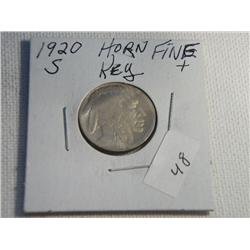 1920 HORN FINE
S Key +
48